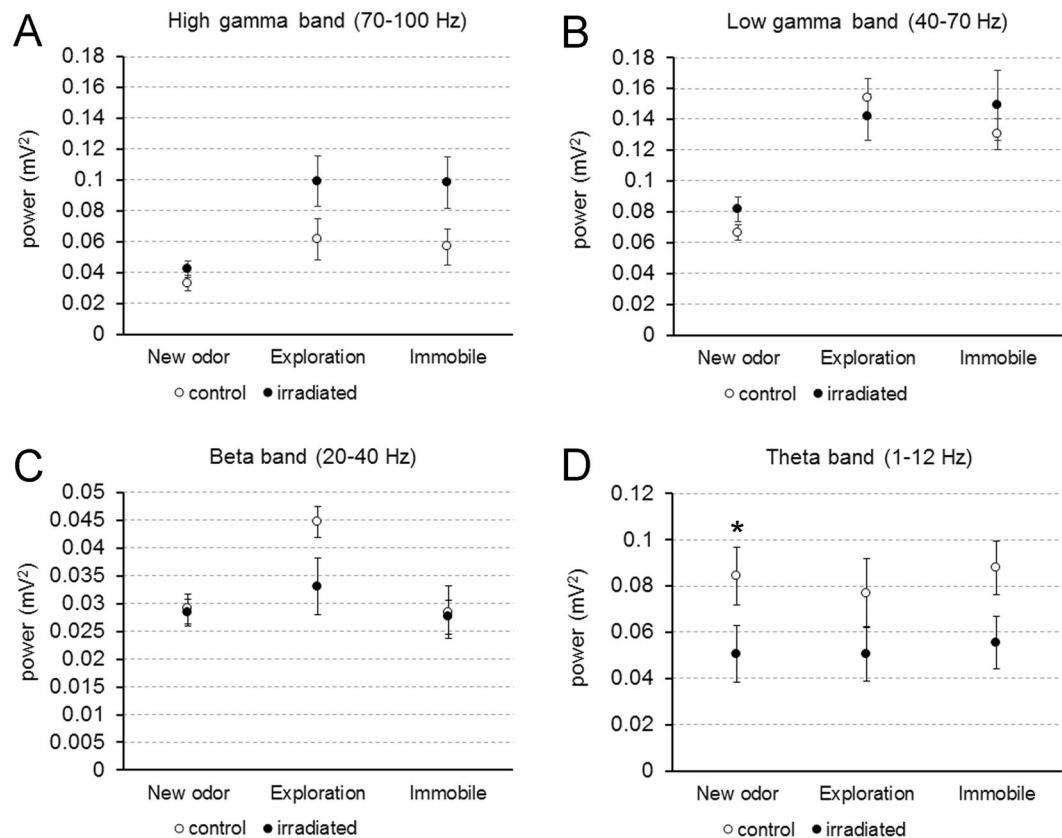 A
High gamma band (70-100 Hz)
power (mV²)
0.18
0.16
0.14
0.12
0.1
0.08
0.06
0.04
0.02
0
New odor Exploration Immobile
○ control ● irradiated
B
Low gamma band (40-70 Hz)
power (mV²)
0.18
0.16
0.14
0.12
0.1
0.08
0.06
0.04
0.02
0
New odor Exploration Immobile
○ control ● irradiated
C
Beta band (20-40 Hz)
power (mV²)
0.05
0.045
0.04
0.035
0.03
0.025
0.02
0.015
0.01
0.005
0
New odor Exploration Immobile
○ control ● irradiated
D
Theta band (1-12 Hz)
power (mV²)
0.12
0.1
0.08
0.06
0.04
0.02
0
*
New odor Exploration Immobile
○ control ● irradiated